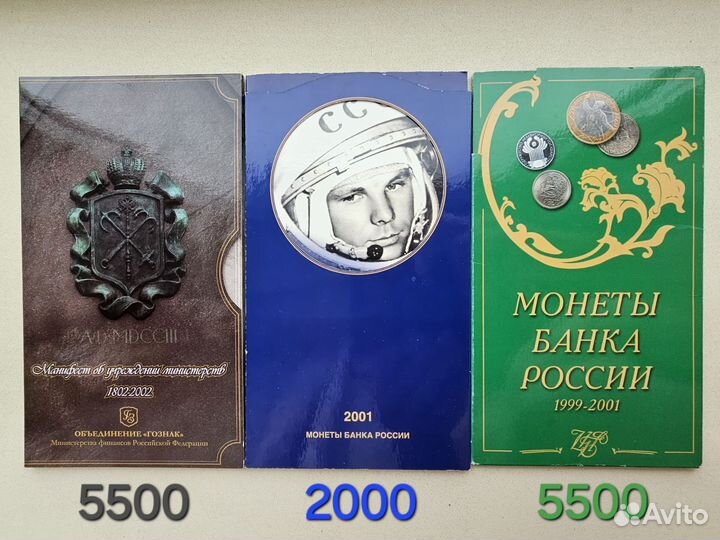 A.D. MDCCIII
Манифест об учреждении министерств
1802-2002
ОБЪЕДИНЕНИЕ «ГОЗНАК»
Министерства финансов Российской Федерации
СС
2001
МОНЕТЫ БАНКА РОССИИ
МОНЕТЫ
БАНКА
РОССИИ
1999-2001
5500
2000
5500
Avito